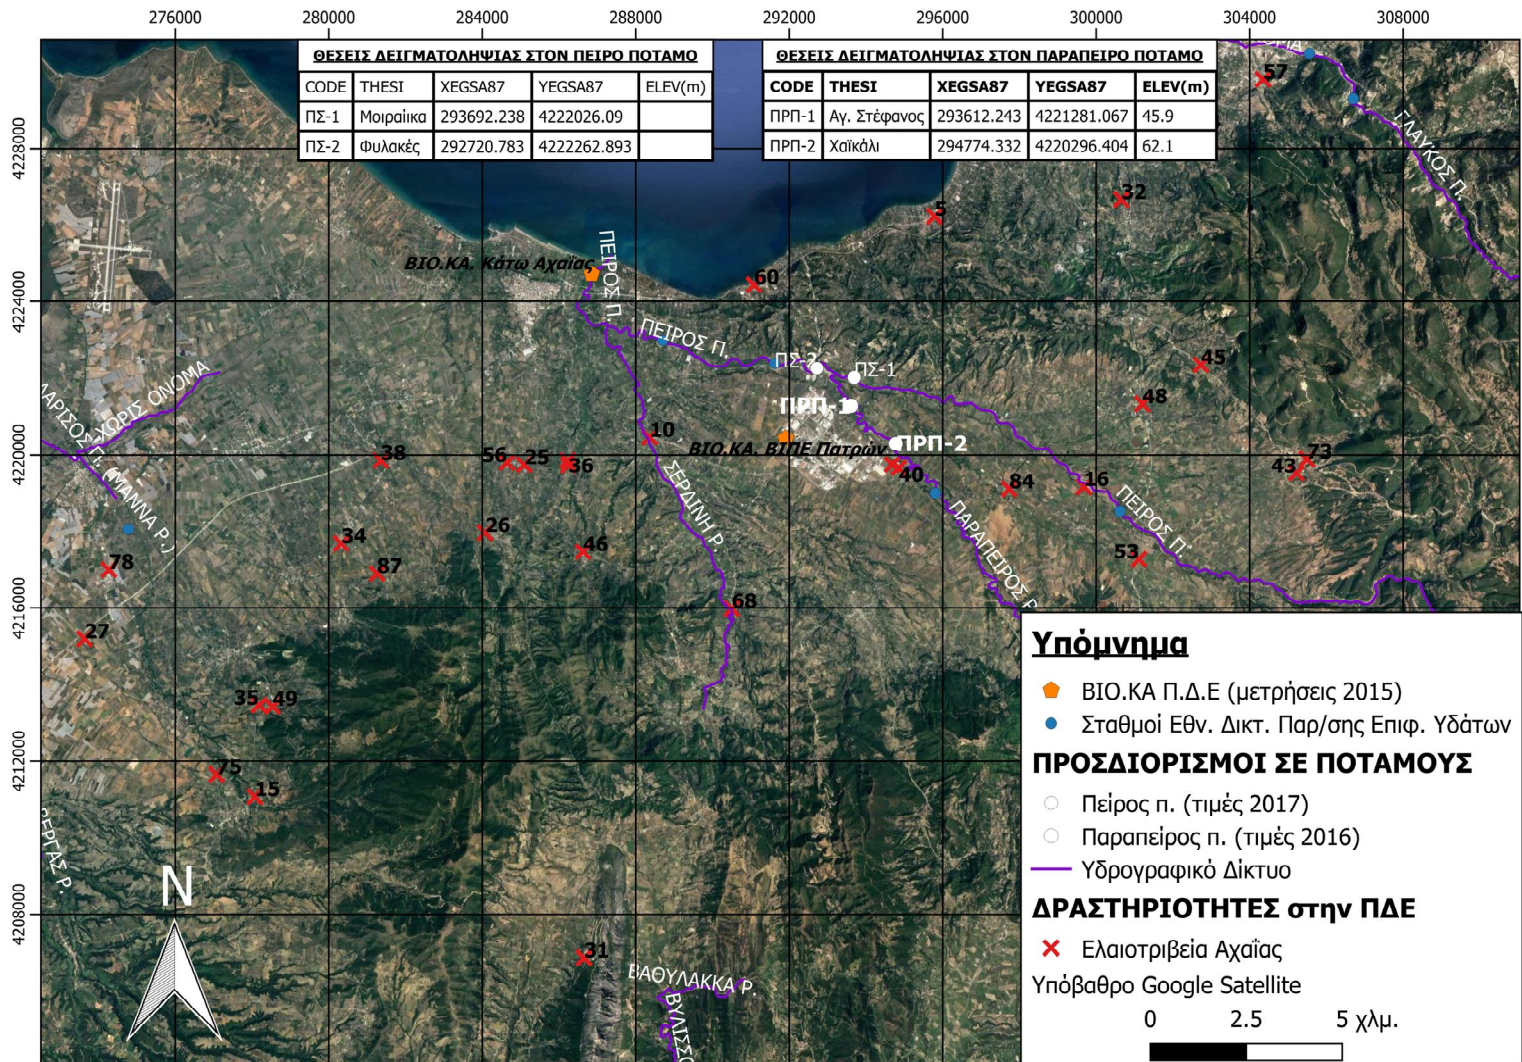 276000 280000 284000 288000 292000 296000 300000 304000 308000
ΘΕΣΕΙΣ ΔΕΙΓΜΑΤΟΛΗΨΙΑΣ ΣΤΟΝ ΠΕΙΡΟ ΠΟΤΑΜΟ
CODE THESI XEGSA87 YEGSA87 ELEV(m)
ΠΣ-1 Μοιραίικα 293692.238 4222026.09
ΠΣ-2 Φυλακές 292720.783 4222262.893
ΘΕΣΕΙΣ ΔΕΙΓΜΑΤΟΛΗΨΙΑΣ ΣΤΟΝ ΠΑΡΑΠΕΙΡΟ ΠΟΤΑΜΟ
CODE THESI XEGSA87 YEGSA87 ELEV(m)
ΠΡΠ-1 Αγ. Στέφανος 293612.243 4221281.067 45.9
ΠΡΠ-2 Χαϊκάλι 294774.332 4220296.404 62.1
57
ΓΛΑΥΚΟΣ Π.
4228000
32
5
ΒΙΟ.ΚΑ. Κάτω Αχαΐας
ΠΕΙΡΟΣ Π.
60
4224000
ΠΕΙΡΟΣ Π.
ΠΣ-2
ΠΣ-1
45
ΧΩΡΙΣ ΟΝΟΜΑ
48
ΠΡΠ-1
10
ΒΙΟ.ΚΑ. ΒΙΠΕ Πατρών
ΠΡΠ-2
4220000
ΛΑΡΙΣΟΣ Π. (ΜΑΝΝΑ Ρ.)
38
56
25
36
40
73
43
84
16
ΣΕΡΔΙΝΗ Ρ.
ΠΑΡΑΠΕΙΡΟΣ Ρ.
ΠΕΙΡΟΣ Π.
26
34
46
53
78
87
4216000
68
27
35
49
4212000
75
15
ΒΕΡΓΑΣ Ρ.
N
4208000
31
ΒΑΘΥΛΑΚΚΑ Ρ.
ΒΥΛΙΣΣΟ
Υπόμνημα
ΒΙΟ.ΚΑ Π.Δ.Ε (μετρήσεις 2015)
Σταθμοί Εθν. Δικτ. Παρ/σης Επιφ. Υδάτων
ΠΡΟΣΔΙΟΡΙΣΜΟΙ ΣΕ ΠΟΤΑΜΟΥΣ
Πείρος π. (τιμές 2017)
Παραπείρος π. (τιμές 2016)
Υδρογραφικό Δίκτυο
ΔΡΑΣΤΗΡΙΟΤΗΤΕΣ στην ΠΔΕ
Ελαιοτριβεία Αχαΐας
Υπόβαθρο Google Satellite
0 2.5 5 χλμ.